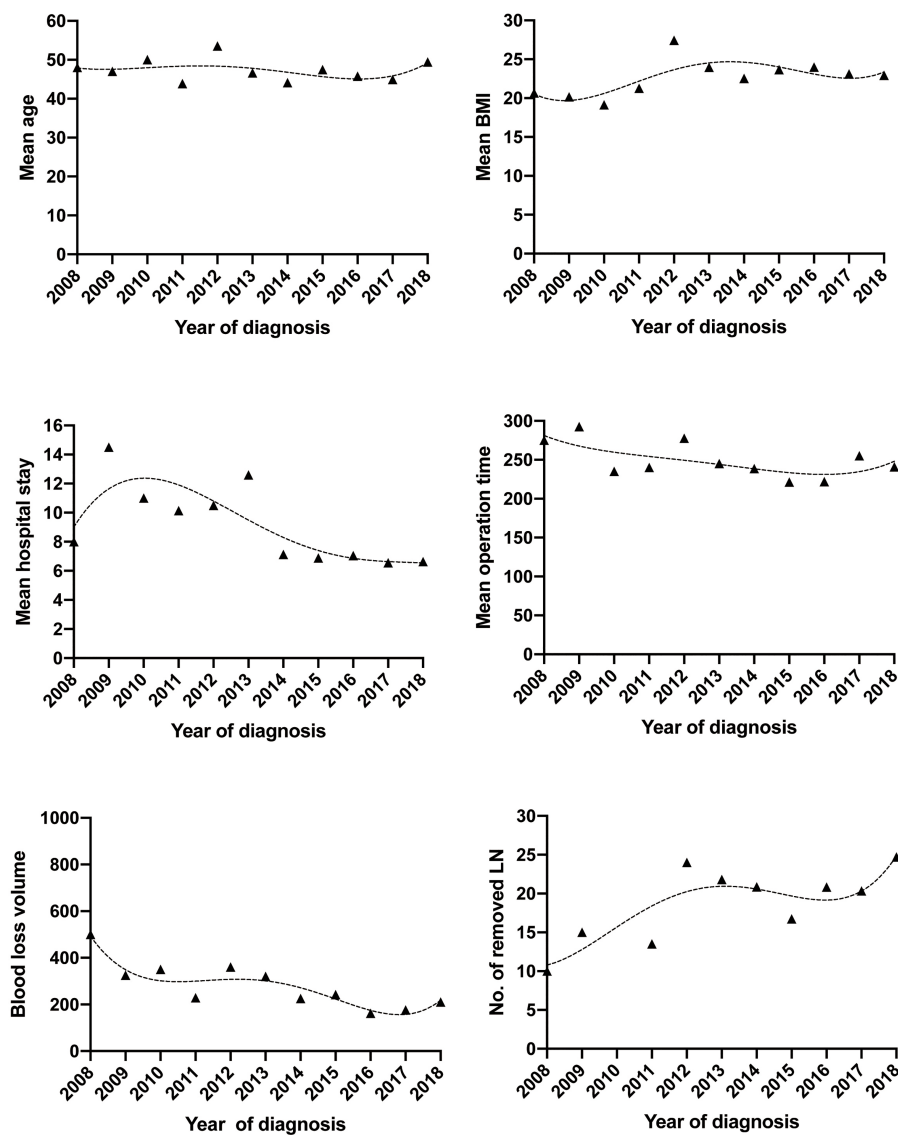 Mean age
60
50
40
30
20
10
0
2008 2009 2010 2011 2012 2013 2014 2015 2016 2017 2018
Year of diagnosis
Mean BMI
30
25
20
15
10
5
0
2008 2009 2010 2011 2012 2013 2014 2015 2016 2017 2018
Year of diagnosis
Mean hospital stay
16
14
12
10
8
6
4
2
0
2008 2009 2010 2011 2012 2013 2014 2015 2016 2017 2018
Year of diagnosis
Mean operation time
300
250
200
150
100
50
0
2008 2009 2010 2011 2012 2013 2014 2015 2016 2017 2018
Year of diagnosis
Blood loss volume
1000
800
600
400
200
0
2008 2009 2010 2011 2012 2013 2014 2015 2016 2017 2018
Year of diagnosis
No. of removed LN
30
25
20
15
10
5
0
2008 2009 2010 2011 2012 2013 2014 2015 2016 2017 2018
Year of diagnosis